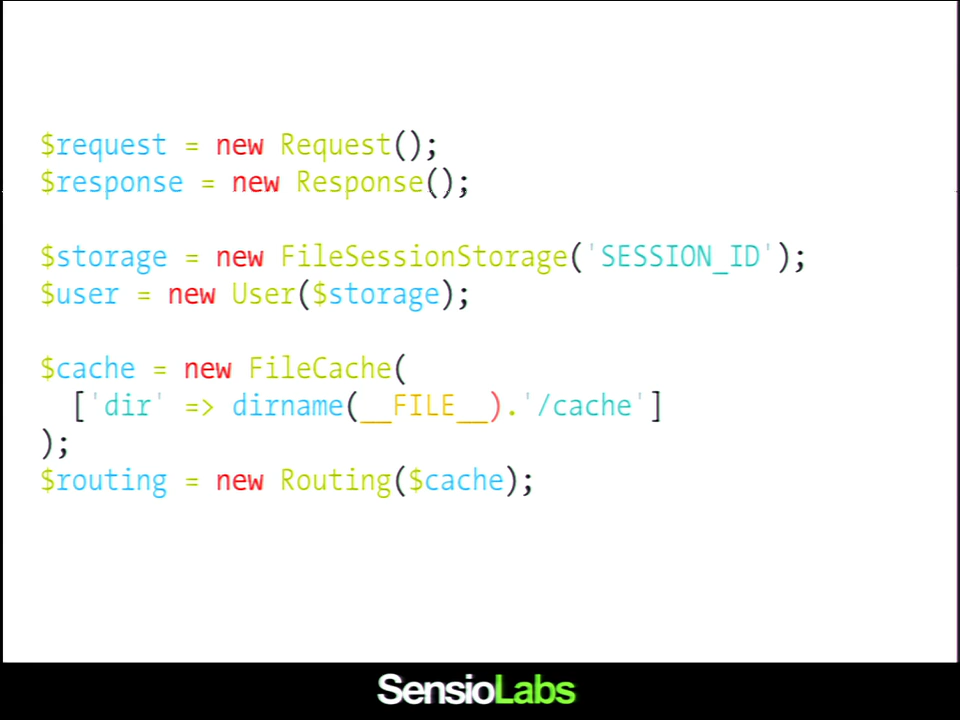 $request = new Request();
$response = new Response();
$storage = new FileSessionStorage('SESSION_ID');
$user = new User($storage);
$cache = new FileCache(
['dir' => dirname(__FILE__).'/cache']
);
$routing = new Routing($cache);
SensioLabs